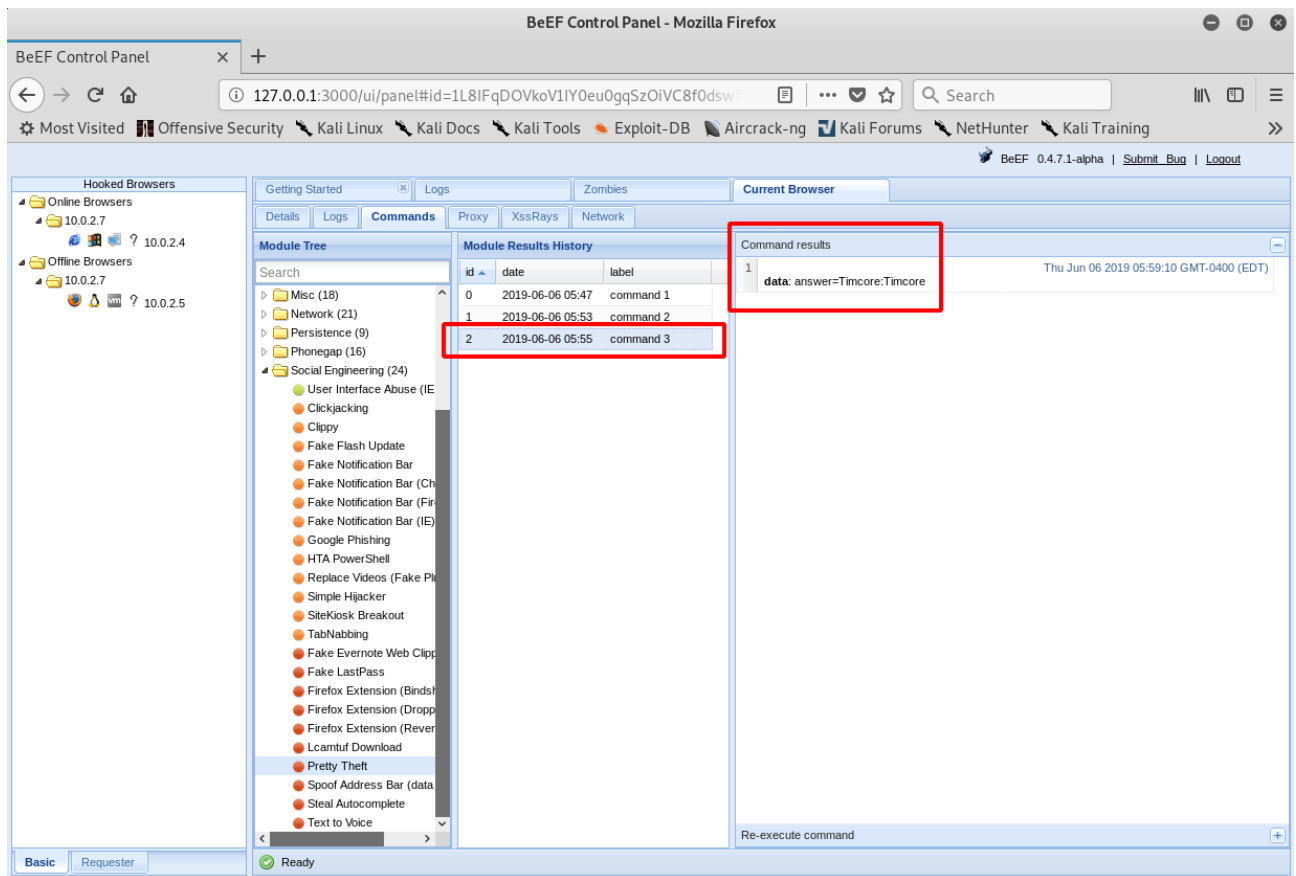 BeEF Control Panel - Mozilla Firefox
BeEF Control Panel
127.0.0.1:3000/ui/panel#id=1L8IFqDOVkoV1IY0eu0gqSzOiVC8f0dsw
Search
Most Visited Offensive Security Kali Linux Kali Docs Kali Tools Exploit-DB Aircrack-ng Kali Forums NetHunter Kali Training
BeEF 0.4.7.1-alpha | Submit Bug | Logout
Hooked Browsers
Online Browsers
10.0.2.7
? 10.0.2.4
Offline Browsers
10.0.2.7
? 10.0.2.5
Basic Requester
Getting Started Logs Zombies Current Browser
Details Logs Commands Proxy XssRays Network
Module Tree
Search
Misc (18)
Network (21)
Persistence (9)
Phonegap (16)
Social Engineering (24)
User Interface Abuse (IE
Clickjacking
Clippy
Fake Flash Update
Fake Notification Bar
Fake Notification Bar (Ch
Fake Notification Bar (Fir
Fake Notification Bar (IE)
Google Phishing
HTA PowerShell
Replace Videos (Fake Plu
Simple Hijacker
SiteKiosk Breakout
TabNabbing
Fake Evernote Web Clipp
Fake LastPass
Firefox Extension (Bindsh
Firefox Extension (Dropp
Firefox Extension (Rever
Lcamtuf Download
Pretty Theft
Spoof Address Bar (data
Steal Autocomplete
Text to Voice
Module Results History
id date label
0 2019-06-06 05:47 command 1
1 2019-06-06 05:53 command 2
2 2019-06-06 05:55 command 3
Command results
1 Thu Jun 06 2019 05:59:10 GMT-0400 (EDT)
data: answer=Timcore:Timcore
Re-execute command
Ready